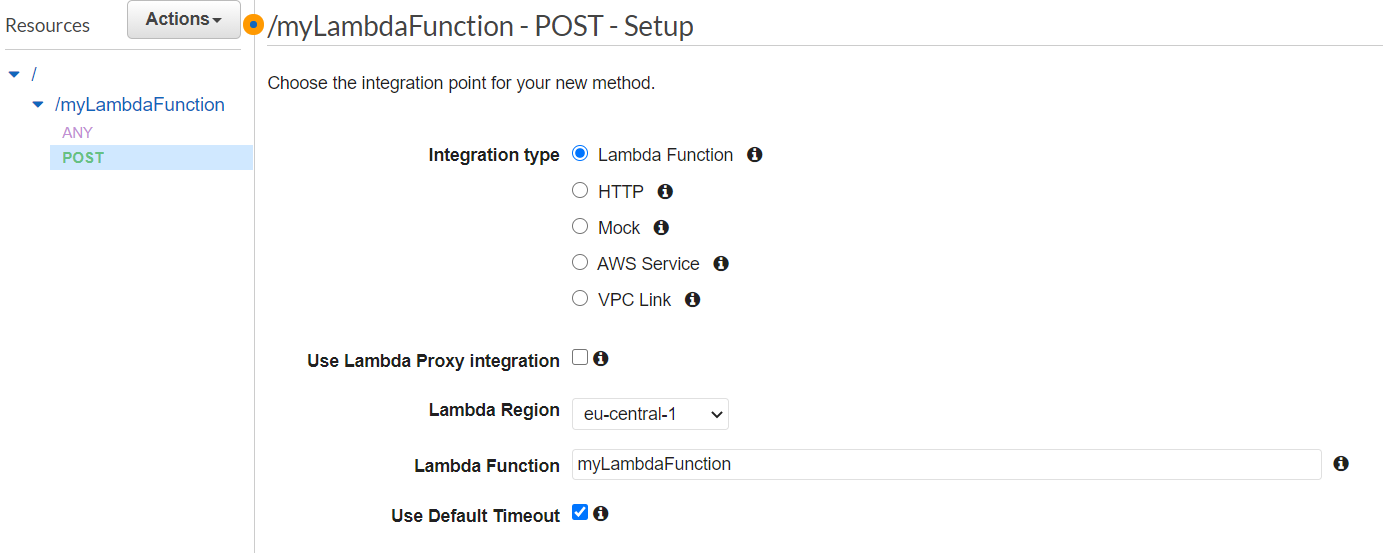 Resources
Actions
/
/myLambdaFunction
ANY
POST
/myLambdaFunction - POST - Setup
Choose the integration point for your new method.
Integration type
Lambda Function
HTTP
Mock
AWS Service
VPC Link
Use Lambda Proxy integration
Lambda Region
eu-central-1
Lambda Function
myLambdaFunction
Use Default Timeout